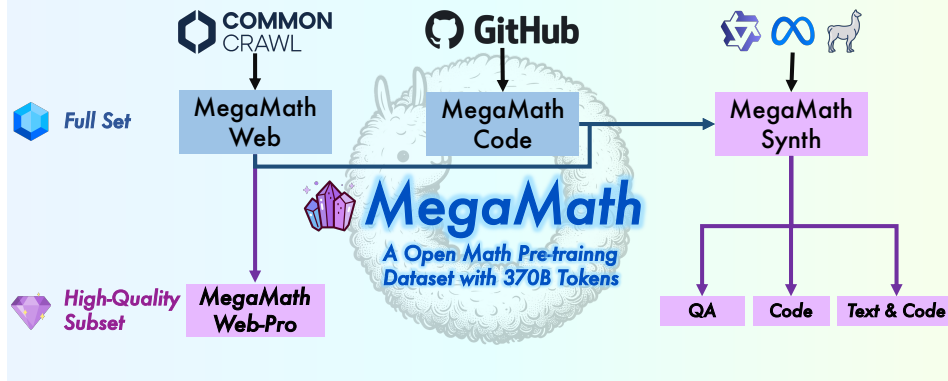 COMMON
CRAWL
GitHub
Full Set
MegaMath
Web
MegaMath
Code
MegaMath
Synth
MegaMath
A Open Math Pre-trainng
Dataset with 370B Tokens
High-Quality
Subset
MegaMath
Web-Pro
QA
Code
Text & Code